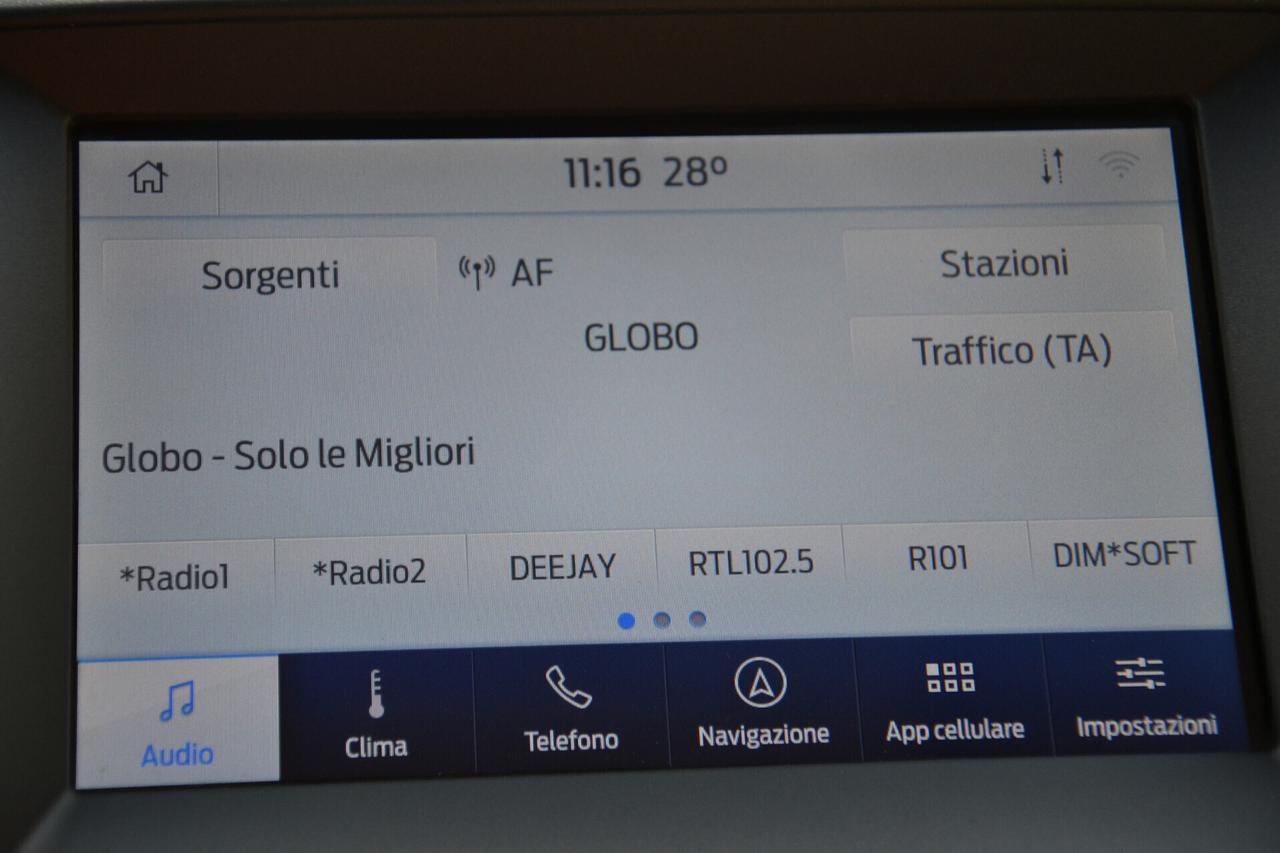 11:16 28°
Sorgenti
AF
Stazioni
GLOBO
Traffico (TA)
Globo - Solo le Migliori
*Radio1
*Radio2
DEEJAY
RTL102.5
R101
DIM*SOFT
Audio
Clima
Telefono
Navigazione
App cellulare
Impostazioni